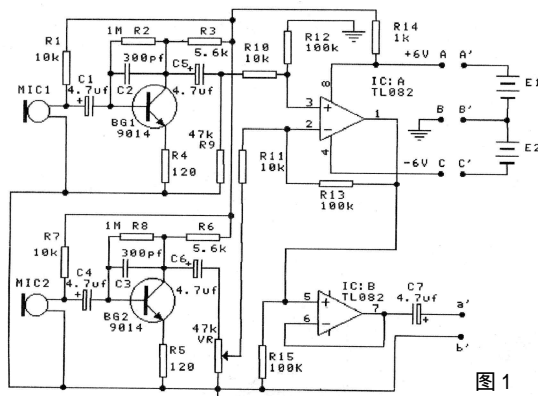 1M R2 R3
R1
10k
5.6k
R12
100k
R14
1k
300pf C5
R10
10k
+6V A A'
C1
4.7uf
C2
4.7uf
8
E1
MIC1
IC:A
TL082
3
+
2
-
1
B B'
BG1
9014
47k
R9
4
E2
R4
120
R11
10k
-6V C C'
R13
100k
1M R8 R6
R7
10k
5.6k
300pf C6
C4
4.7uf
C3
4.7uf
MIC2
IC:B
TL082
C7
4.7uf
5
+
6
-
7
a'
BG2
9014
47k
VR
b'
R5
120
R15
100K
图1